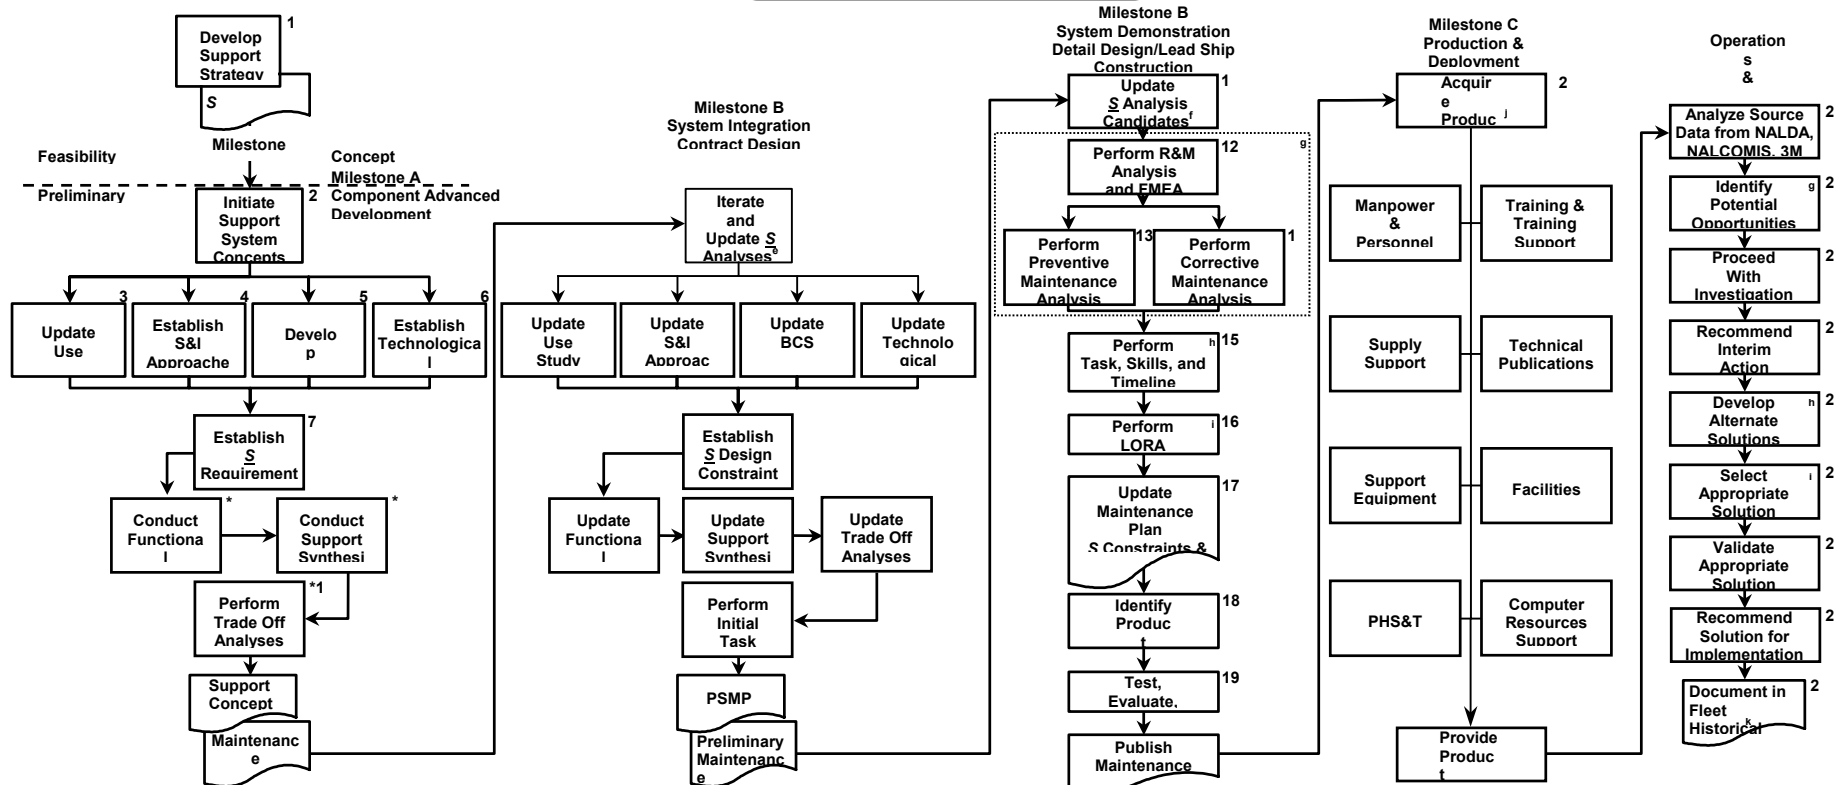 1
Develop
Support
Strategy
S
Milestone
Feasibility
Concept
Milestone A
Preliminary
Component Advanced
Development
2
Initiate
Support
System
Concepts
3
Update
Use
4
Establish
S&I
Approache
5
Develo
p
6
Establish
Technologica
l
7
Establish
S
Requirement
*
Conduct
Functiona
l
*
Conduct
Support
Synthesi
*1
Perform
Trade Off
Analyses
Support
Concept
Maintenanc
e
Milestone B
System Integration
Contract Design
Iterate
and
Update S
Analyses e
Update
Use
Study
Update
S&I
Approac
Update
BCS
Update
Technolo
gical
Establish
S Design
Constraint
Update
Functiona
l
Update
Support
Synthesi
Update
Trade Off
Analyses
Perform
Initial
Task
PSMP
Preliminary
Maintenanc
e
Milestone B
System Demonstration
Detail Design/Lead Ship
Construction
1
Update
S Analysis
Candidates f
g
12
Perform R&M
Analysis
and FMEA
13
Perform
Preventive
Maintenance
Analysis
1
Perform
Corrective
Maintenance
Analysis
h 15
Perform
Task, Skills, and
Timeline
i 16
Perform
LORA
17
Update
Maintenance
Plan
S Constraints &
18
Identify
Produc
t
19
Test,
Evaluate,
Publish
Maintenance
Milestone C
Production &
Deployment
2
Acquir
e
Produc j
Manpower
&
Personnel
Training &
Training
Support
Supply
Support
Technical
Publications
Support
Equipment
Facilities
PHS&T
Computer
Resources
Support
Provide
Produc
t
Operation
s
&
2
Analyze Source
Data from NALDA,
NALCOMIS, 3M
g 2
Identify
Potential
Opportunities
2
Proceed
With
Investigation
2
Recommend
Interim
Action
h 2
Develop
Alternate
Solutions
i 2
Select
Appropriate
Solution
2
Validate
Appropriate
Solution
2
Recommend
Solution for
Implementation
2
Document in
Fleet
Historical k